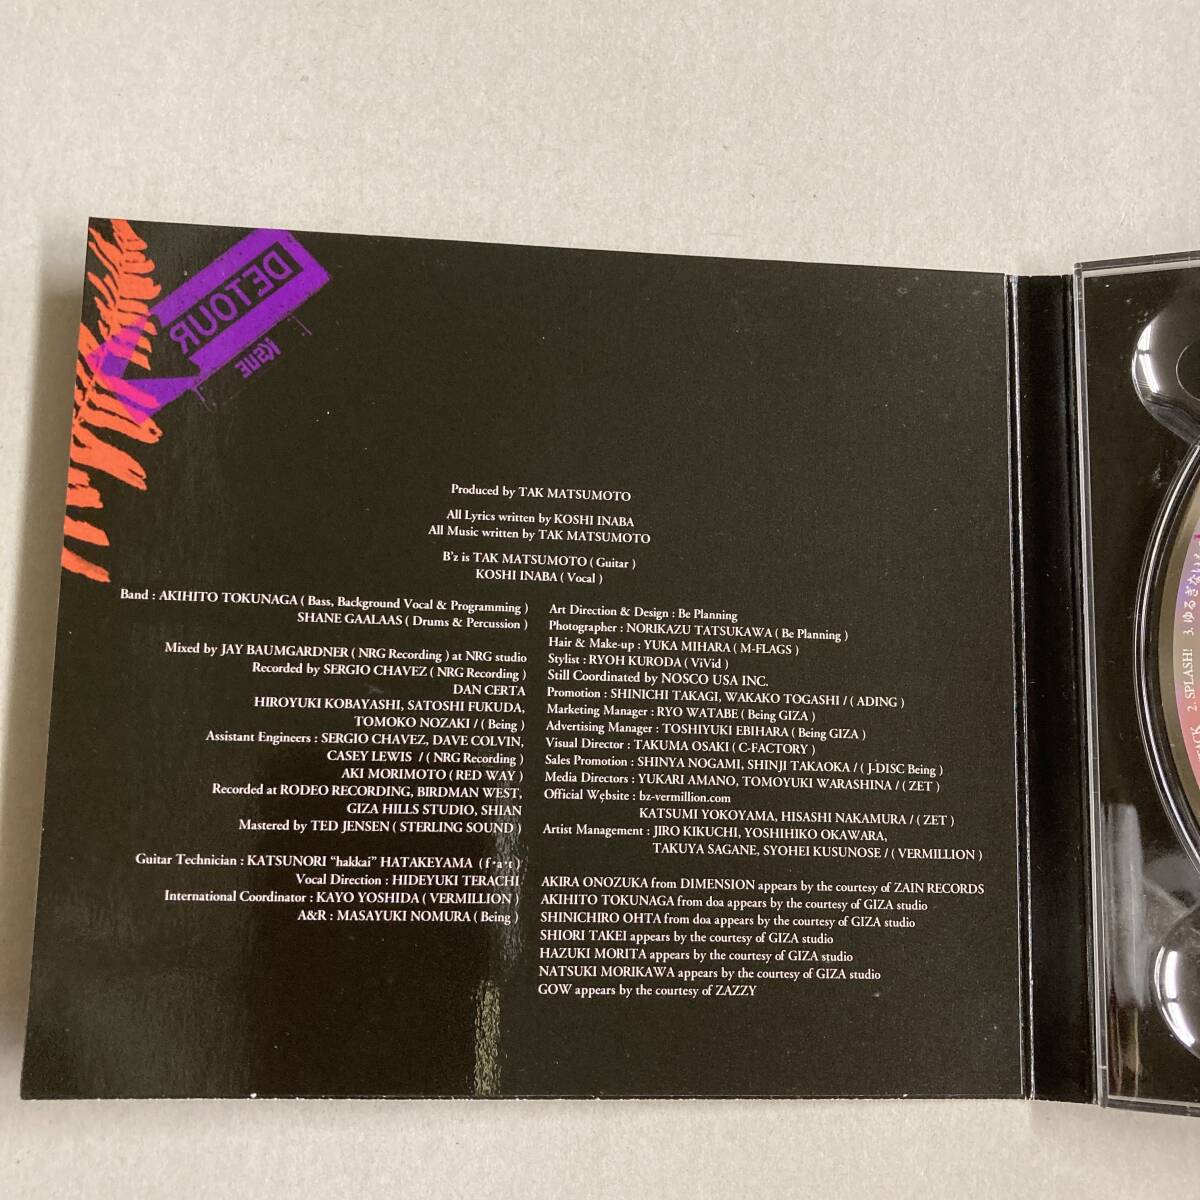 DETOUR
Produced by TAK MATSUMOTO
All Lyrics written by KOSHI INABA
All Music written by TAK MATSUMOTO
B'z is TAK MATSUMOTO ( Guitar )
KOSHI INABA ( Vocal )
Band : AKIHITO TOKUNAGA ( Bass, Background Vocal & Programming )
SHANE GAALAAS ( Drums & Percussion )
Mixed by JAY BAUMGARDNER ( NRG Recording ) at NRG studio
Recorded by SERGIO CHAVEZ ( NRG Recording )
DAN CERTA
HIROYUKI KOBAYASHI, SATOSHI FUKUDA,
TOMOKO NOZAKI / ( Being )
Assistant Engineers : SERGIO CHAVEZ, DAVE COLVIN,
CASEY LEWIS / ( NRG Recording )
AKI MORIMOTO ( RED WAY )
Recorded at RODEO RECORDING, BIRDMAN WEST,
GIZA HILLS STUDIO, SHIAN
Mastered by TED JENSEN ( STERLING SOUND )
Guitar Technician : KATSUNORI “hakkai” HATAKEYAMA ( f・a・t )
Vocal Direction : HIDEYUKI TERACHI
International Coordinator : KAYO YOSHIDA ( VERMILLION )
A&R : MASAYUKI NOMURA ( Being )
Art Direction & Design : Be Planning
Photographer : NORIKAZU TATSUKAWA ( Be Planning )
Hair & Make-up : YUKA MIHARA ( M-FLAGS )
Stylist : RYOH KURODA ( ViVid )
Still Coordinated by NOSCO USA INC.
Promotion : SHINICHI TAKAGI, WAKAKO TOGASHI / ( ADING )
Marketing Manager : RYO WATABE ( Being GIZA )
Advertising Manager : TOSHIYUKI EBIHARA ( Being GIZA )
Visual Director : TAKUMA OSAKI ( C-FACTORY )
Sales Promotion : SHINYA NOGAMI, SHINJI TAKAOKA / ( J-DISC Being )
Media Directors : YUKARI AMANO, TOMOYUKI WARASHINA / ( ZET )
Official Website : bz-vermillion.com
KATSUMI YOKOYAMA, HISASHI NAKAMURA / ( ZET )
Artist Management : JIRO KIKUCHI, YOSHIHIKO OKAWARA,
TAKUYA SAGANE, SYOHEI KUSUNOSE / ( VERMILLION )
AKIRA ONOZUKA from DIMENSION appears by the courtesy of ZAIN RECORDS
AKIHITO TOKUNAGA from doa appears by the courtesy of GIZA studio
SHINICHIRO OHTA from doa appears by the courtesy of GIZA studio
SHIORI TAKEI appears by the courtesy of GIZA studio
HAZUKI MORITA appears by the courtesy of GIZA studio
NATSUKI MORIKAWA appears by the courtesy of GIZA studio
GOW appears by the courtesy of ZAZZY
2. SPLASH! 3. ゆるぎない